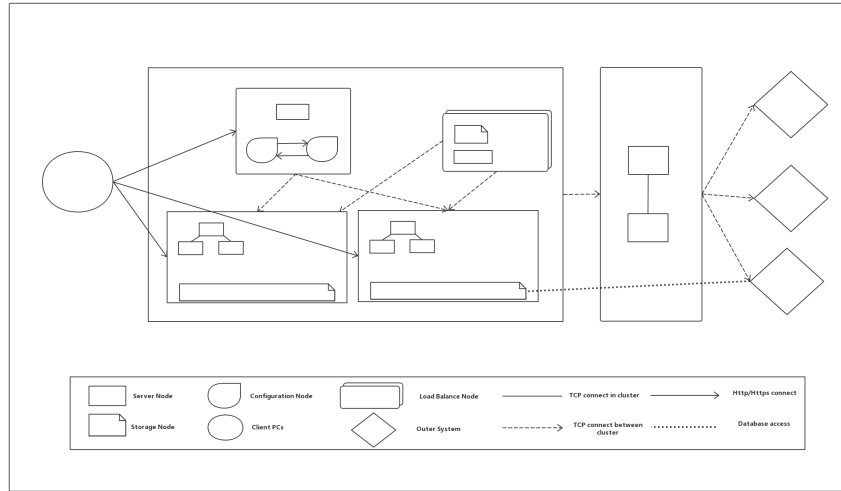 Server Node
Configuration Node
Load Balance Node
TCP connect in cluster
Http/Https connect
Storage Node
Client PCs
Outer System
TCP connect between
cluster
Database access